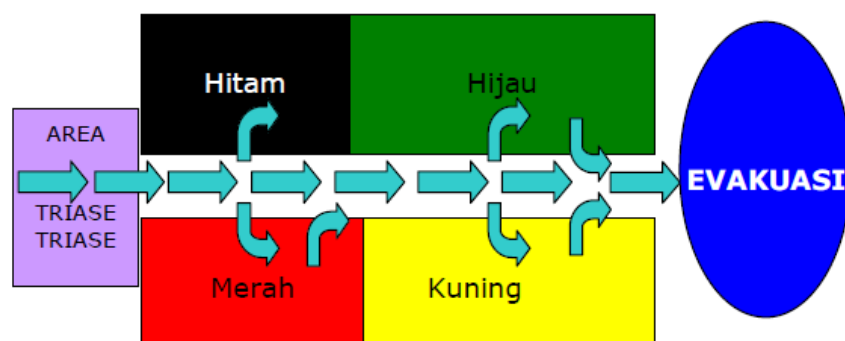 Hitam
Hijau
AREA
TRIASE
TRIASE
EVAKUASI
Merah
Kuning